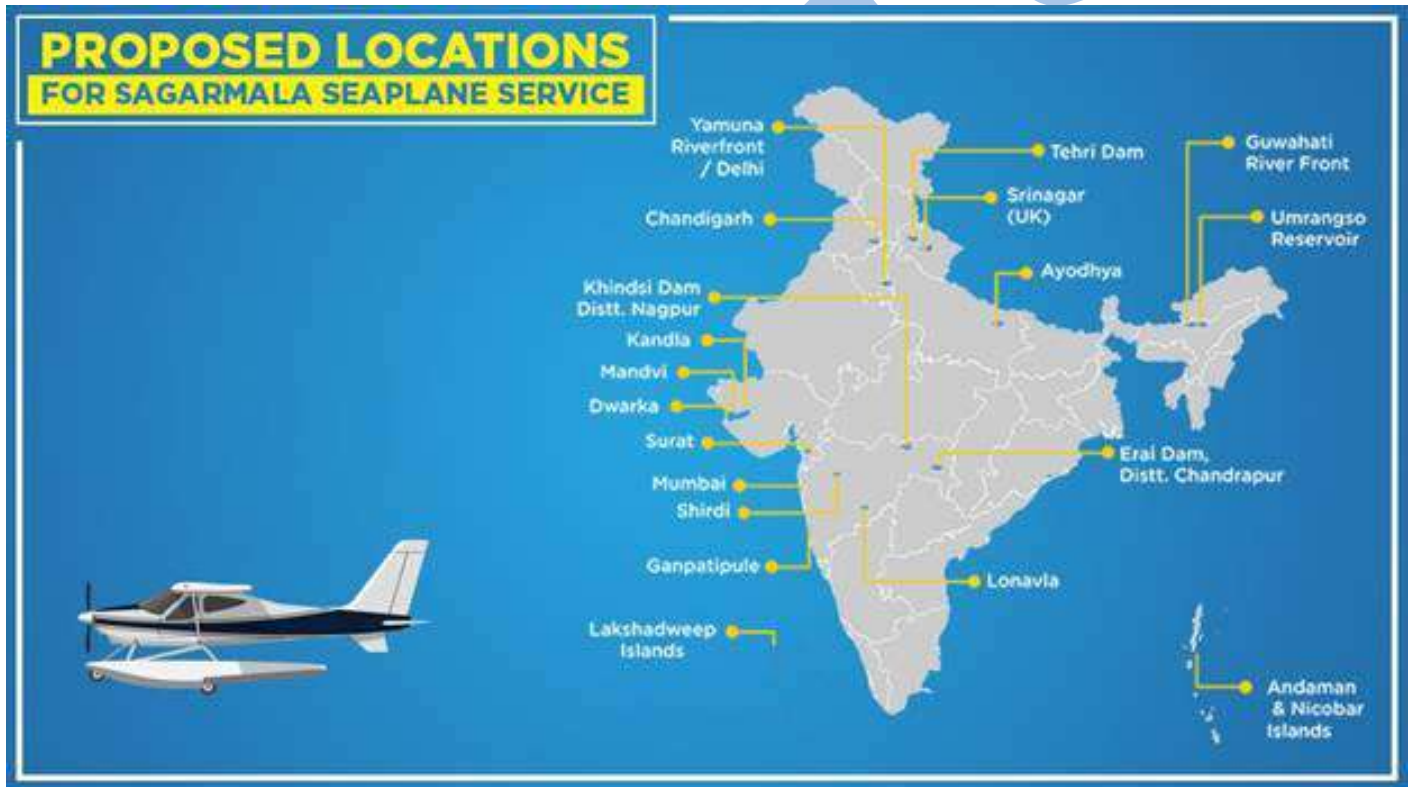 PROPOSED LOCATIONS
FOR SAGARMALA SEAPLANE SERVICE
Yamuna
Riverfront
/ Delhi
Chandigarh
Khindsi Dam
Distt. Nagpur
Kandla
Mandvi
Dwarka
Surat
Mumbai
Shirdi
Ganpatipule
Lakshadweep
Islands
Tehri Dam
Srinagar
(UK)
Ayodhya
Guwahati
River Front
Umrangso
Reservoir
Erai Dam,
Distt. Chandrapur
Lonavla
Andaman
& Nicobar
Islands